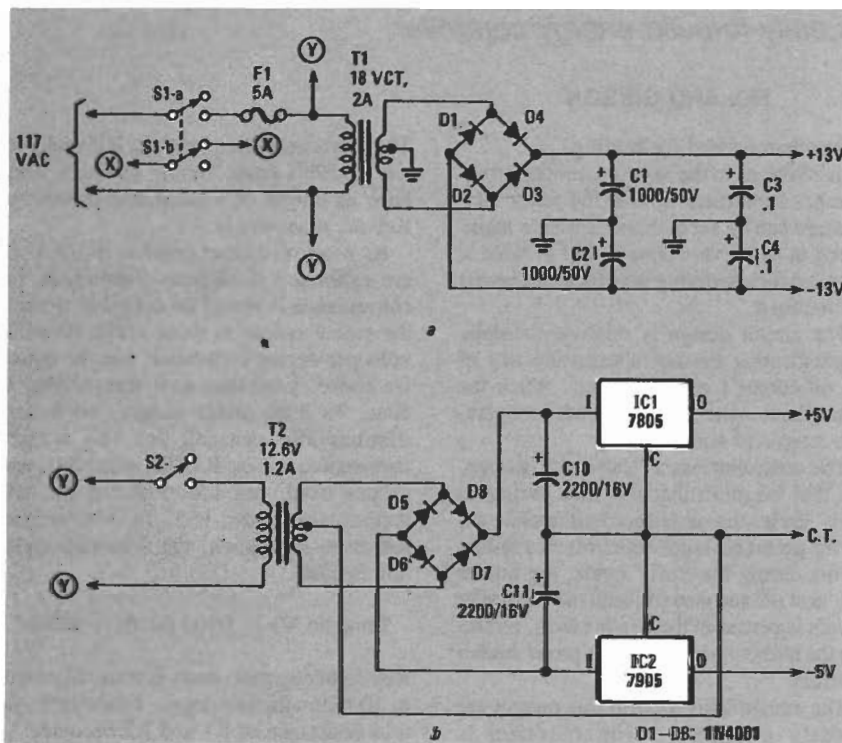 Y
Y
T1
18 VCT,
2A
S1-a
F1
5A
117
VAC
S1-b
X
X
D1
D4
D2
D3
C1
1000/50V
C3
.1
C2
1000/50V
C4
.1
+13V
-13V
Y
Y
a
a
Y
S2
T2
12.6V
1.2A
D5
D8
D6
D7
C10
2200/16V
C11
2200/16V
I
IC1
7805
O
C
+5V
C.T.
C
I
IC2
7905
O
-5V
Y
b
D1-D8: 1N4001